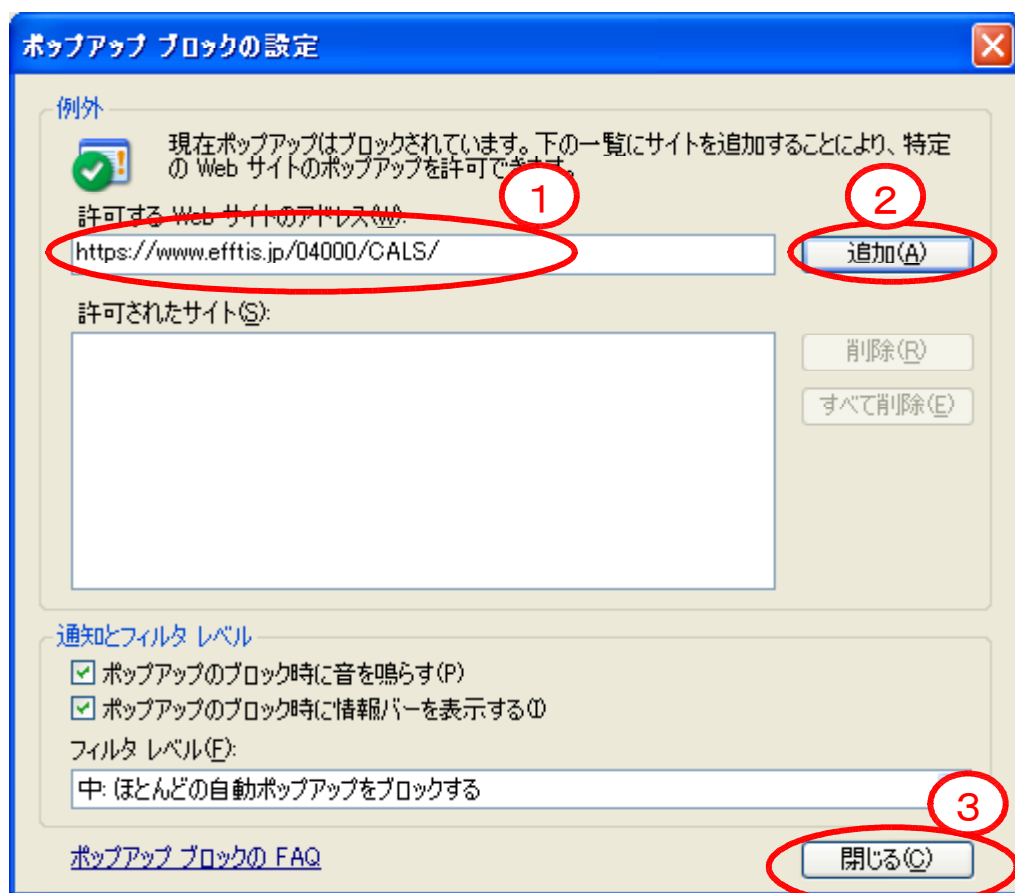 ポップアップ ブロックの設定
例外
現在ポップアップはブロックされています。下の一覧にサイトを追加することにより、特定
の Web サイトのポップアップを許可できます。
1
2
許可する Web サイトのアドレス(W):
https://www.efftis.jp/04000/CALS/
追加(A)
許可されたサイト(S):
削除(R)
すべて削除(E)
通知とフィルタ レベル
ポップアップのブロック時に音を鳴らす(P)
ポップアップのブロック時に情報バーを表示する(I)
フィルタ レベル(F):
中: ほとんどの自動ポップアップをブロックする
3
ポップアップ ブロックの FAQ
閉じる(C)